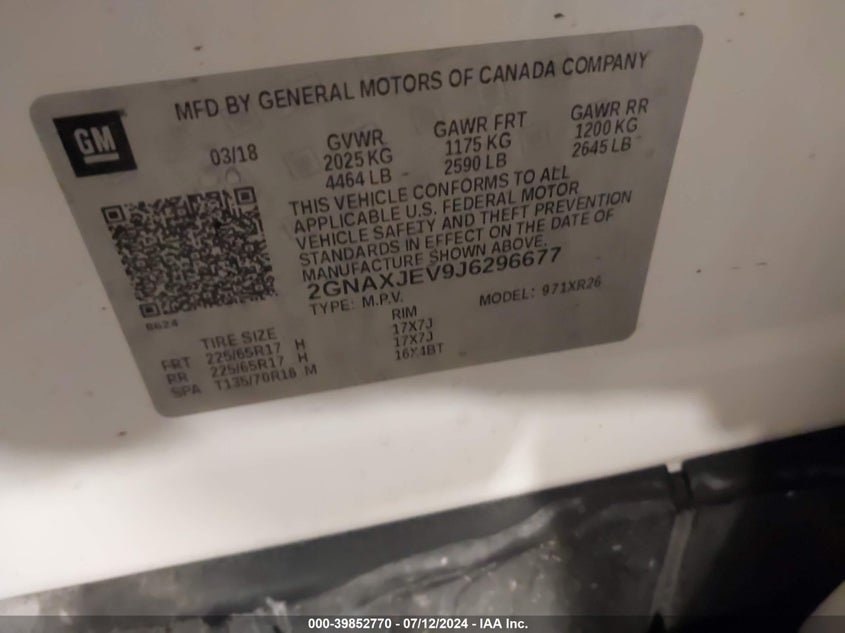 MFD BY GENERAL MOTORS OF CANADA COMPANY
GM
03/18
GVWR
2025 KG
4464 LB
GAWR FRT
1175 KG
2590 LB
GAWR RR
1200 KG
2645 LB
THIS VEHICLE CONFORMS TO ALL
APPLICABLE U.S. FEDERAL MOTOR
VEHICLE SAFETY AND THEFT PREVENTION
STANDARDS IN EFFECT ON THE DATE OF
MANUFACTURE SHOWN ABOVE.
2GNAXJEV9J6296677
TYPE: M.P.V.
MODEL: 971XR26
6624
TIRE SIZE
RIM
FRT 225/65R17 H 17X7J
RR 225/65R17 H 17X7J
SPA T135/70R16 M 16X4BT
000-39852770 - 07/12/2024 - IAA Inc.